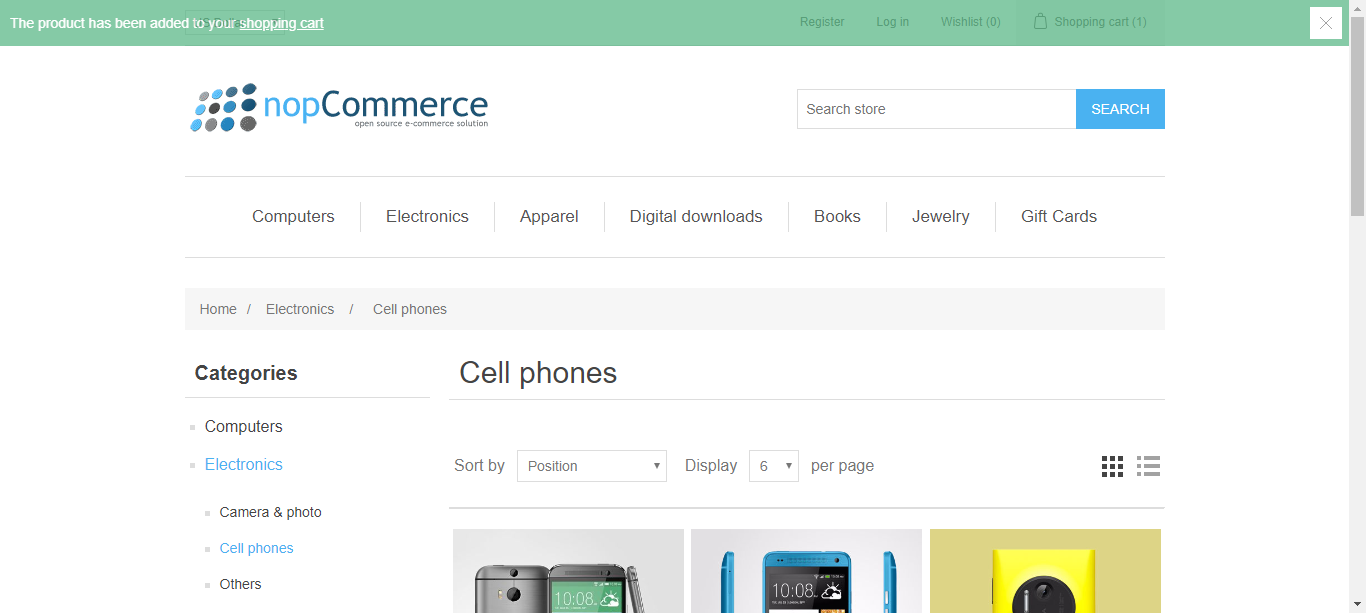 The product has been added to your shopping cart
Register Log in Wishlist (0) Shopping cart (1)
nopCommerce
open source e-commerce solution
Search store SEARCH
Computers Electronics Apparel Digital downloads Books Jewelry Gift Cards
Home / Electronics / Cell phones
Categories
Cell phones
Computers
Electronics
Sort by Position Display 6 per page
Camera & photo
Cell phones
Others
10:08
10:08